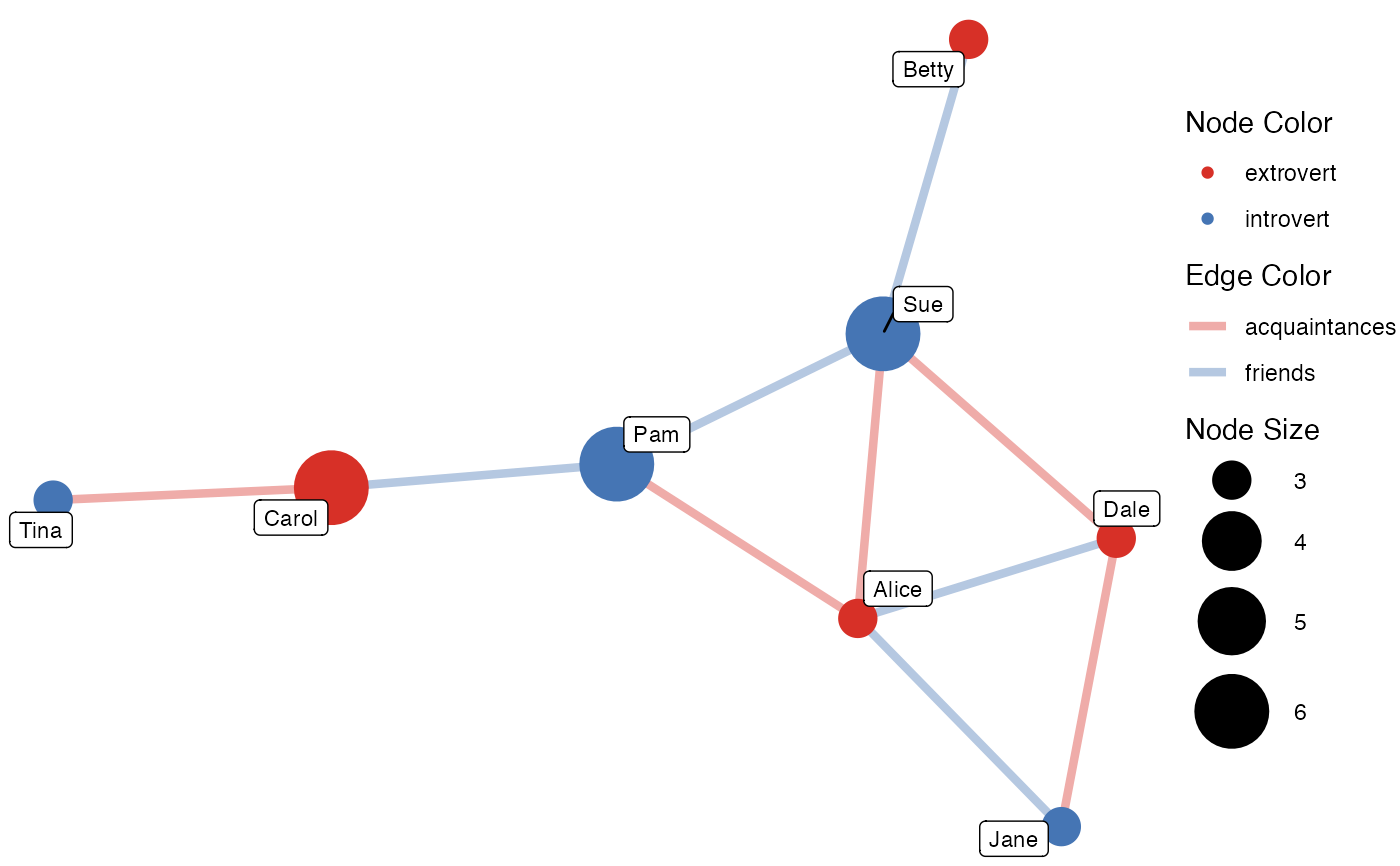 Betty
Sue
Pam
Tina
Carol
Dale
Alice
Jane
Node Color
extrovert
introvert
Edge Color
acquaintances
friends
Node Size
3
4
5
6